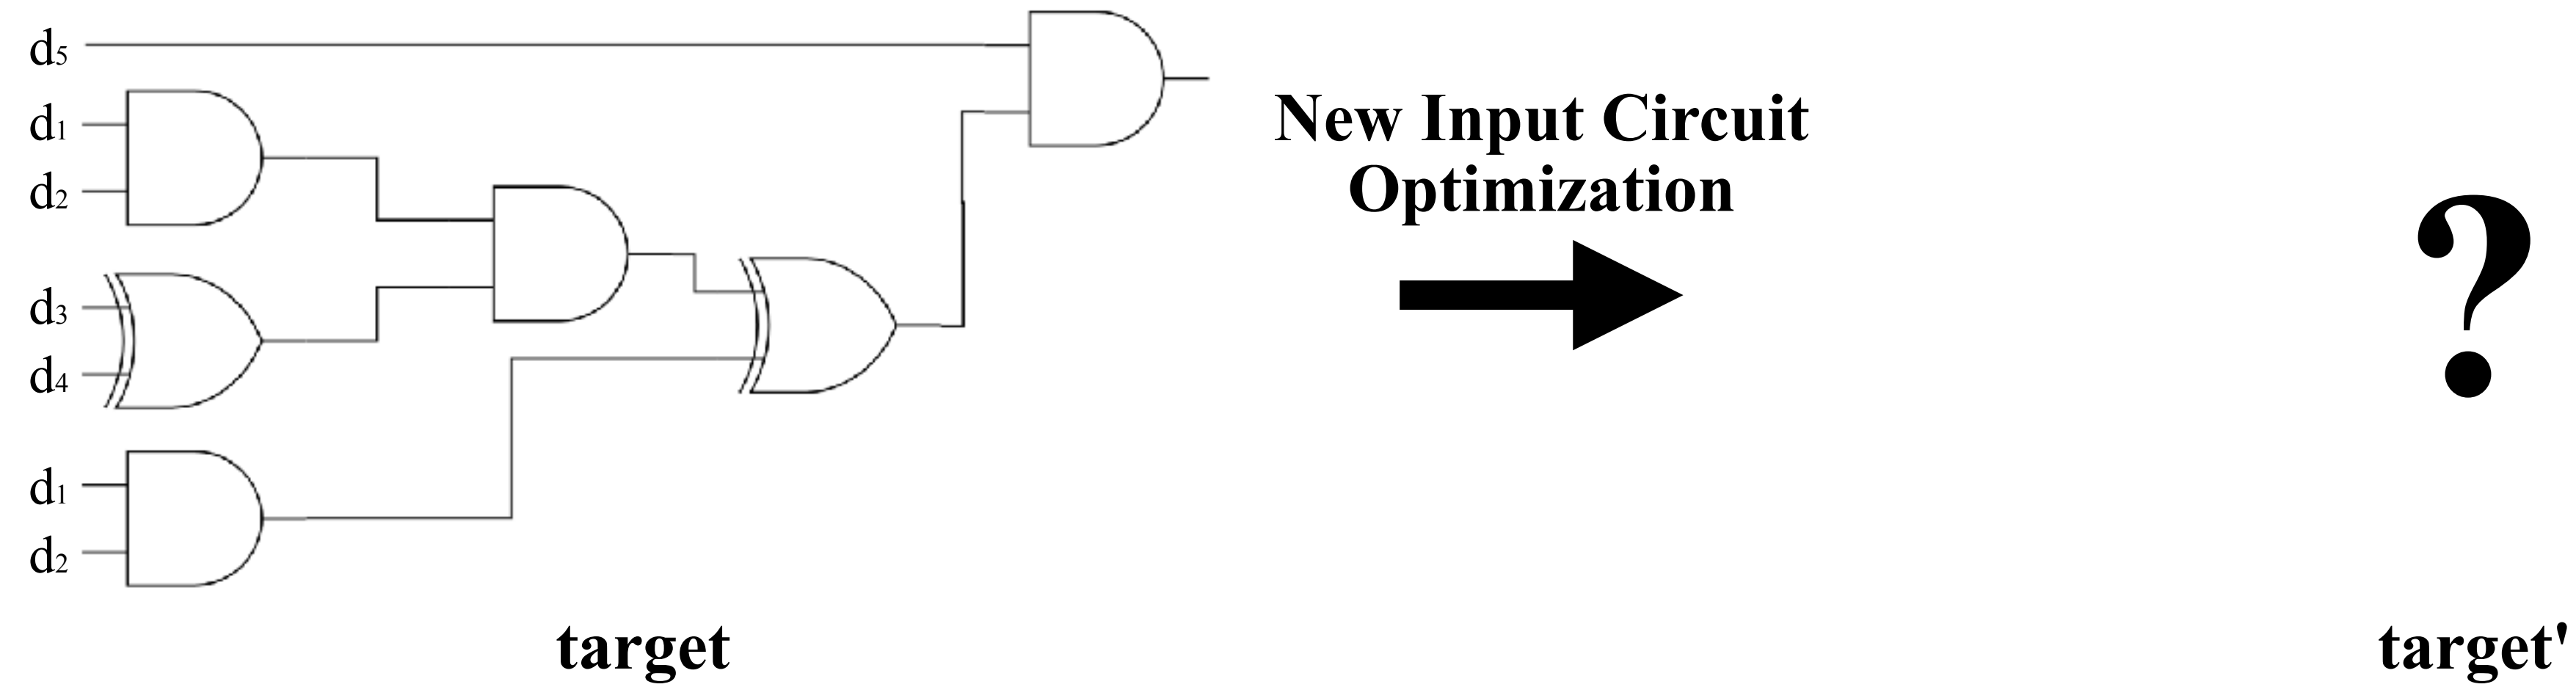 d5
d1
d2
d3
d4
d1
d2
New Input Circuit
Optimization
?
target
target'